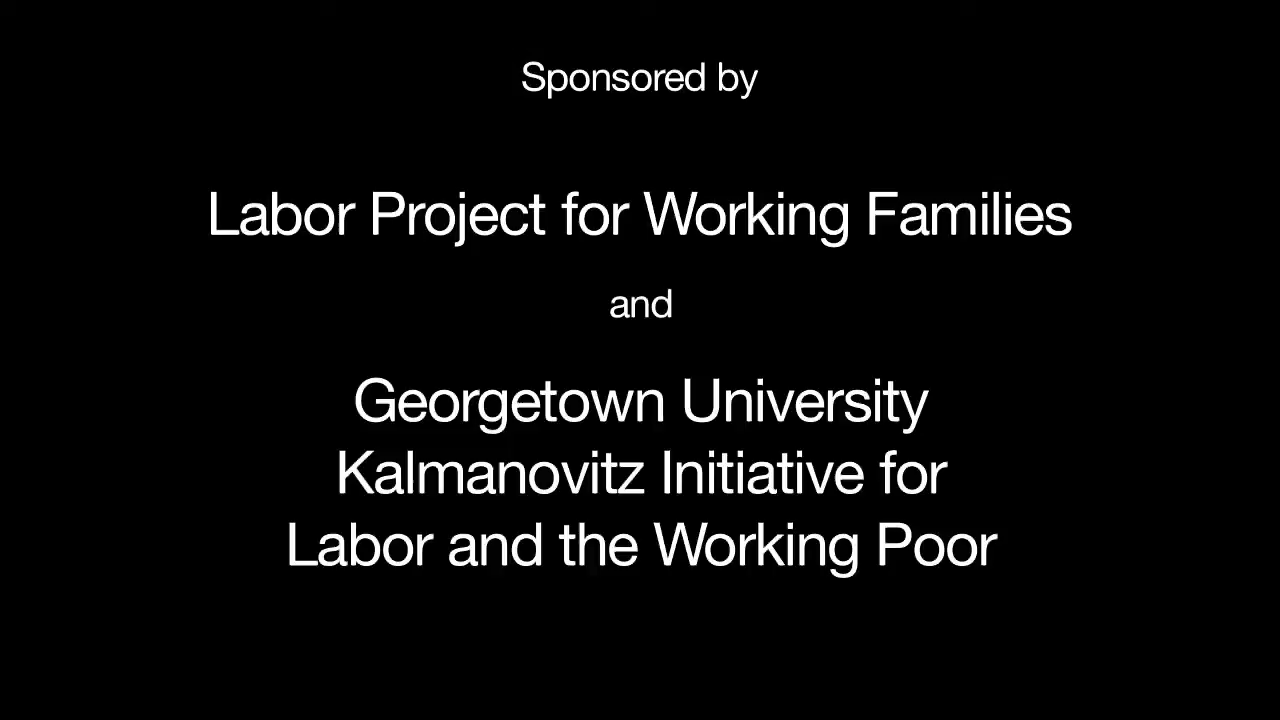 Sponsored by
Labor Project for Working Families
and
Georgetown University
Kalmanovitz Initiative for
Labor and the Working Poor